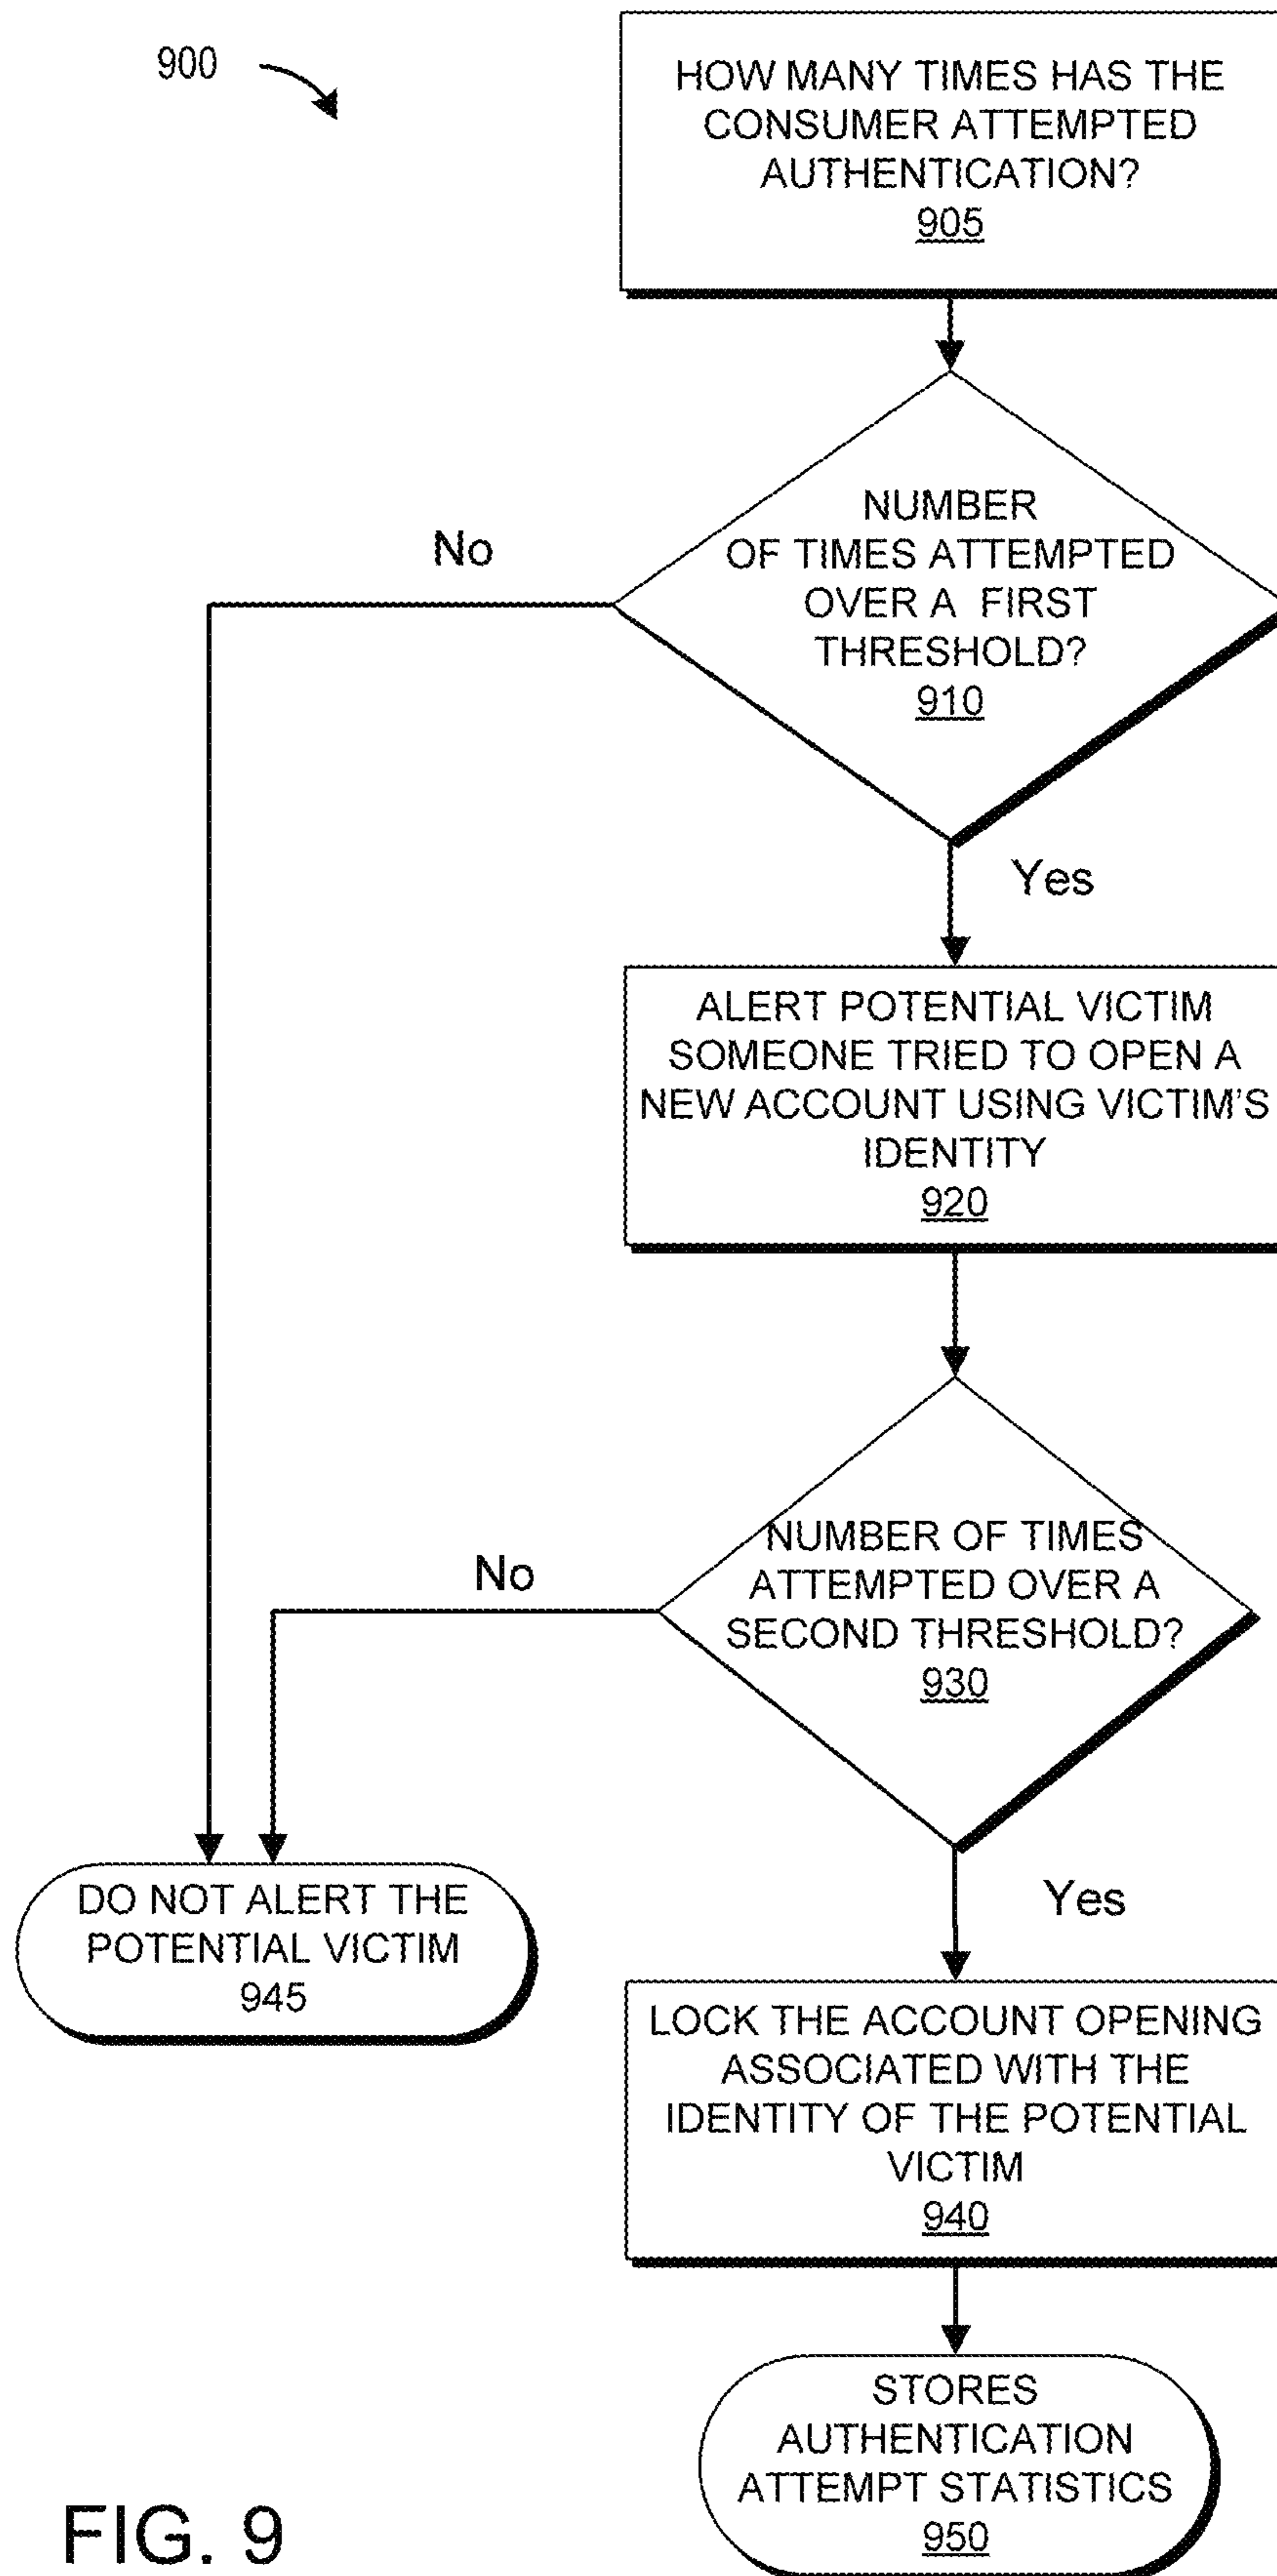 900
HOW MANY TIMES HAS THE
CONSUMER ATTEMPTED
AUTHENTICATION?
905
NUMBER
OF TIMES ATTEMPTED
OVER A FIRST
THRESHOLD?
910
No
Yes
ALERT POTENTIAL VICTIM
SOMEONE TRIED TO OPEN A
NEW ACCOUNT USING VICTIM'S
IDENTITY
920
NUMBER OF TIMES
ATTEMPTED OVER A
SECOND THRESHOLD?
930
No
Yes
DO NOT ALERT THE
POTENTIAL VICTIM
945
LOCK THE ACCOUNT OPENING
ASSOCIATED WITH THE
IDENTITY OF THE POTENTIAL
VICTIM
940
STORES
AUTHENTICATION
ATTEMPT STATISTICS
950
FIG. 9